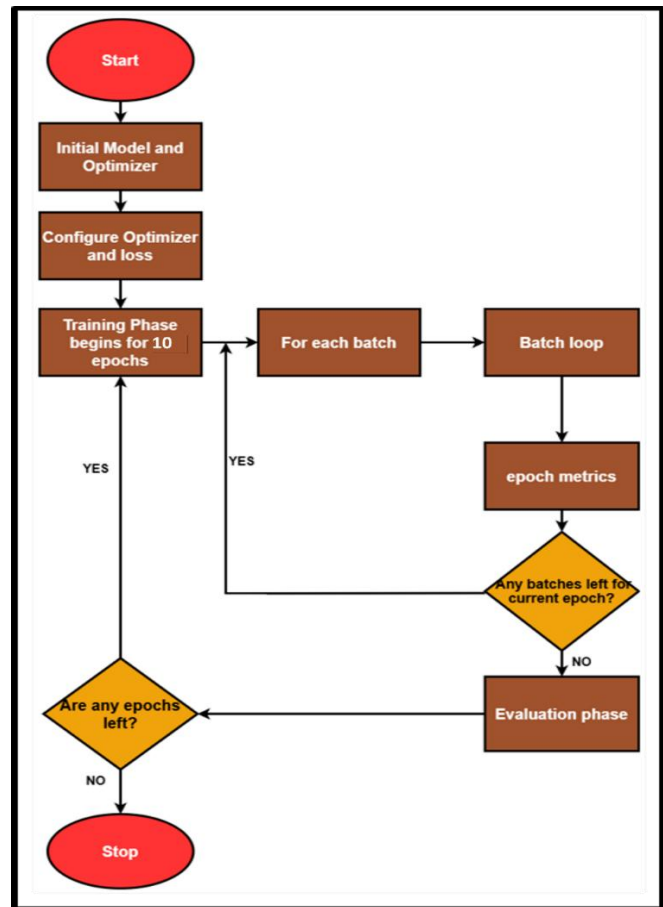 Start
Initial Model and
Optimizer
Configure Optimizer
and loss
Training Phase
begins for 10
epochs
For each batch
Batch loop
epoch metrics
YES
YES
Any batches left for
current epoch?
NO
Evaluation phase
Are any epochs
left?
NO
Stop